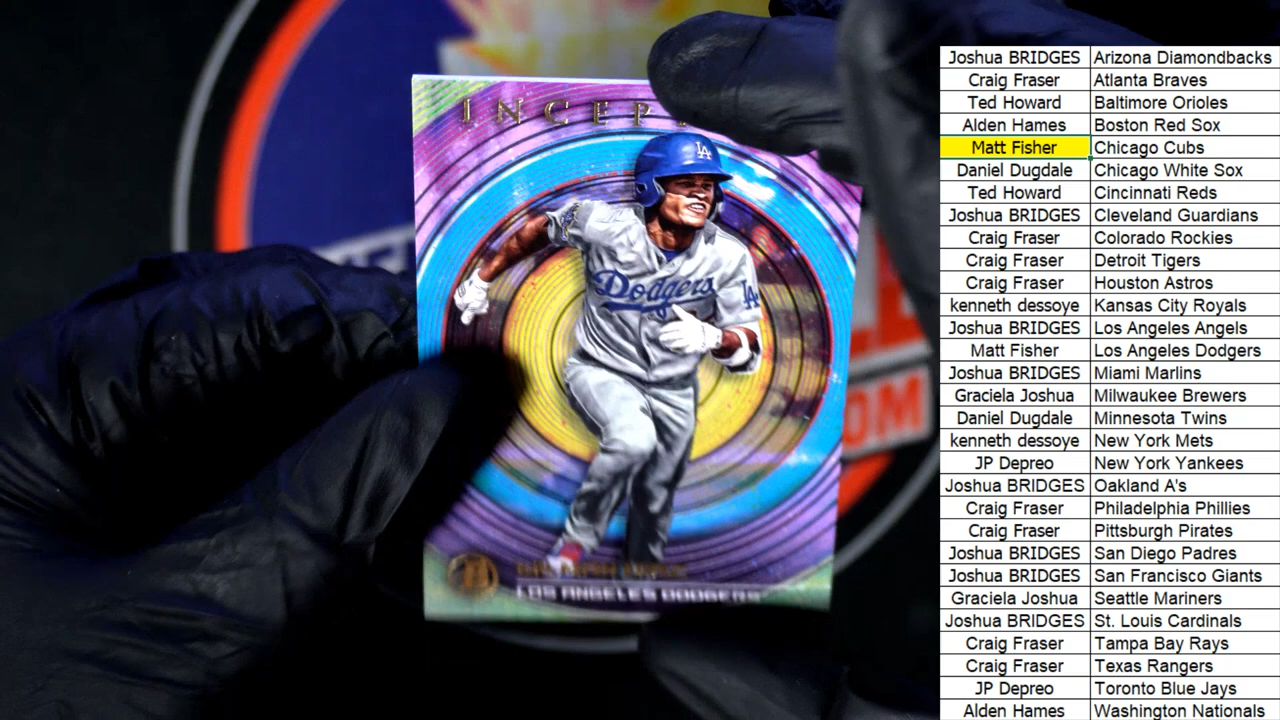 INCEP
LA
Dodgers
LA
LOS ANGELES DODGERS
OM
Joshua BRIDGES Arizona Diamondbacks
Craig Fraser Atlanta Braves
Ted Howard Baltimore Orioles
Alden Hames Boston Red Sox
Matt Fisher Chicago Cubs
Daniel Dugdale Chicago White Sox
Ted Howard Cincinnati Reds
Joshua BRIDGES Cleveland Guardians
Craig Fraser Colorado Rockies
Craig Fraser Detroit Tigers
Craig Fraser Houston Astros
kenneth dessoye Kansas City Royals
Joshua BRIDGES Los Angeles Angels
Matt Fisher Los Angeles Dodgers
Joshua BRIDGES Miami Marlins
Graciela Joshua Milwaukee Brewers
Daniel Dugdale Minnesota Twins
kenneth dessoye New York Mets
JP Depreo New York Yankees
Joshua BRIDGES Oakland A's
Craig Fraser Philadelphia Phillies
Craig Fraser Pittsburgh Pirates
Joshua BRIDGES San Diego Padres
Joshua BRIDGES San Francisco Giants
Graciela Joshua Seattle Mariners
Joshua BRIDGES St. Louis Cardinals
Craig Fraser Tampa Bay Rays
Craig Fraser Texas Rangers
JP Depreo Toronto Blue Jays
Alden Hames Washington Nationals